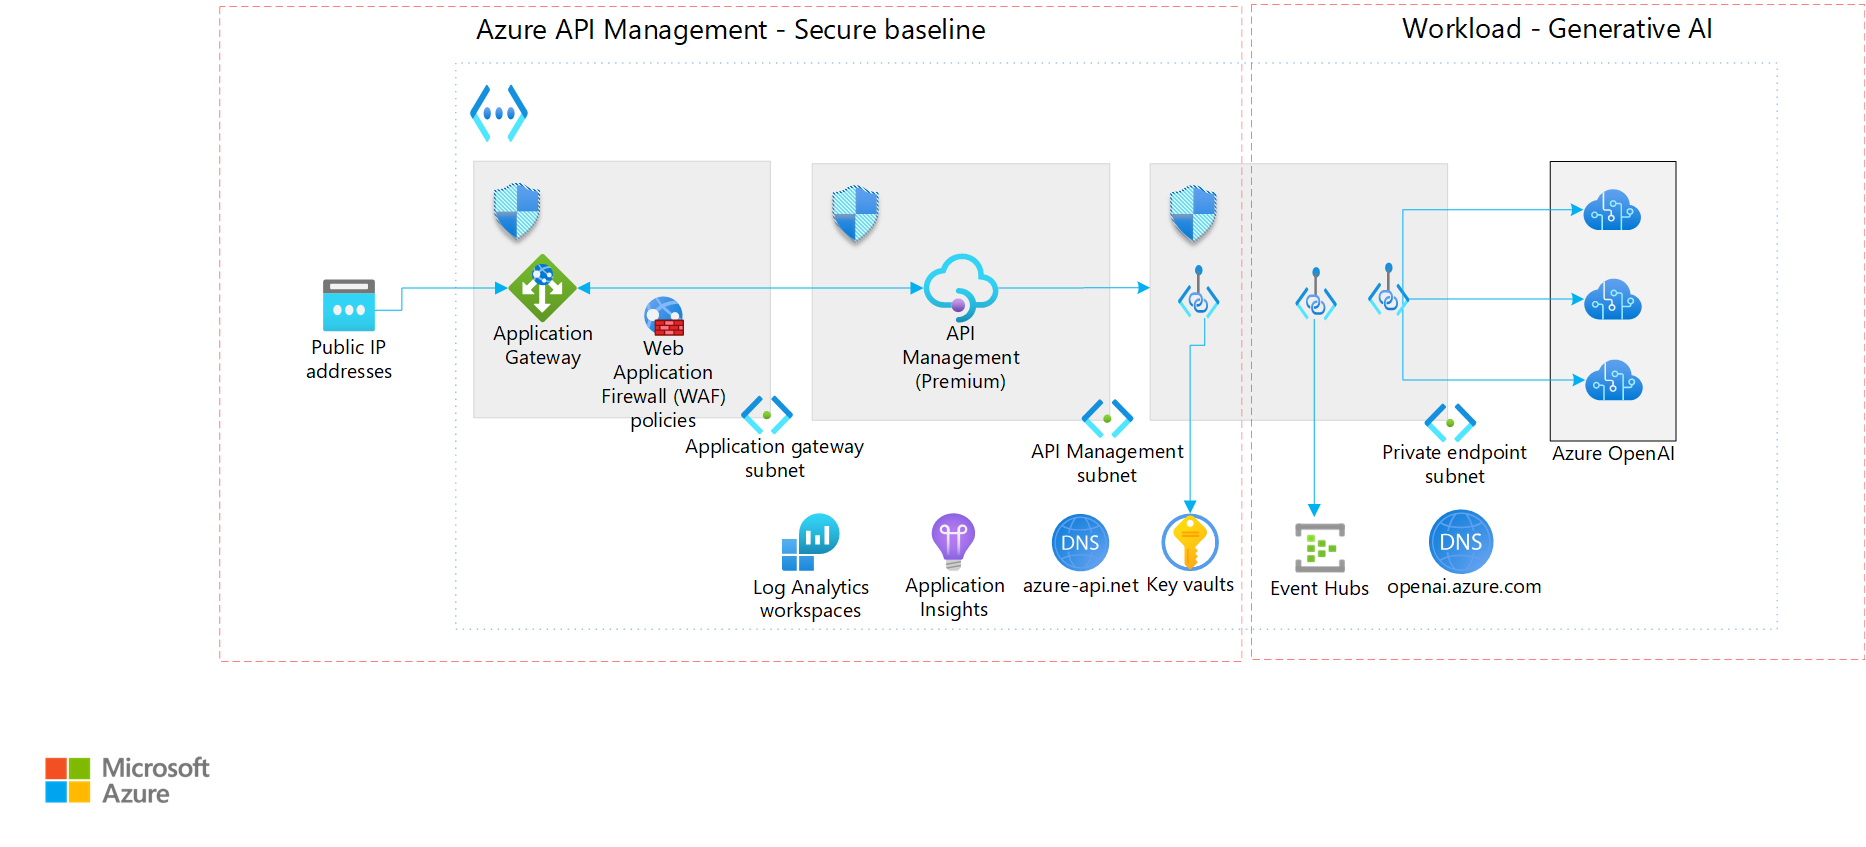 Azure API Management - Secure baseline
Workload - Generative AI
Public IP
addresses
Application
Gateway
Web
Application
Firewall (WAF)
policies
Application gateway
subnet
API
Management
(Premium)
API Management
subnet
Private endpoint
subnet
Azure OpenAI
Log Analytics
workspaces
Application
Insights
DNS
azure-api.net
Key vaults
Event Hubs
DNS
openai.azure.com
Microsoft
Azure